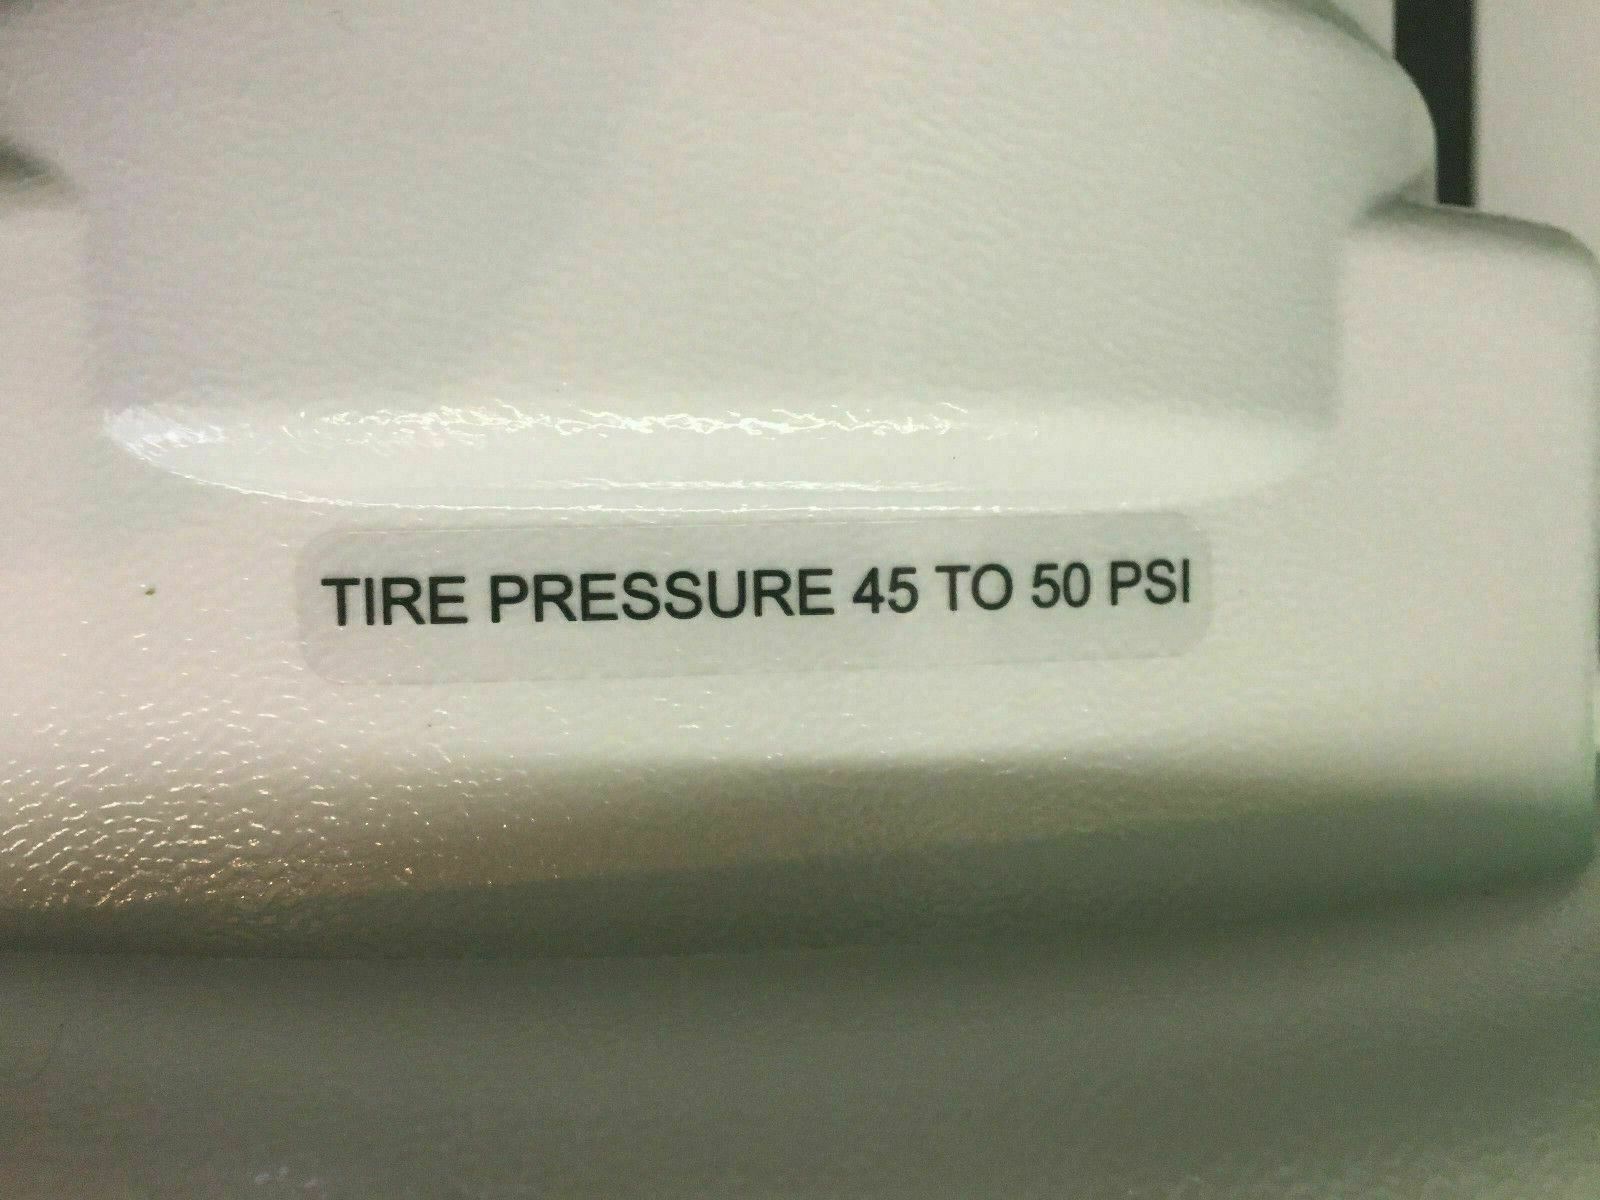 TIRE PRESSURE 45 TO 50 PSI